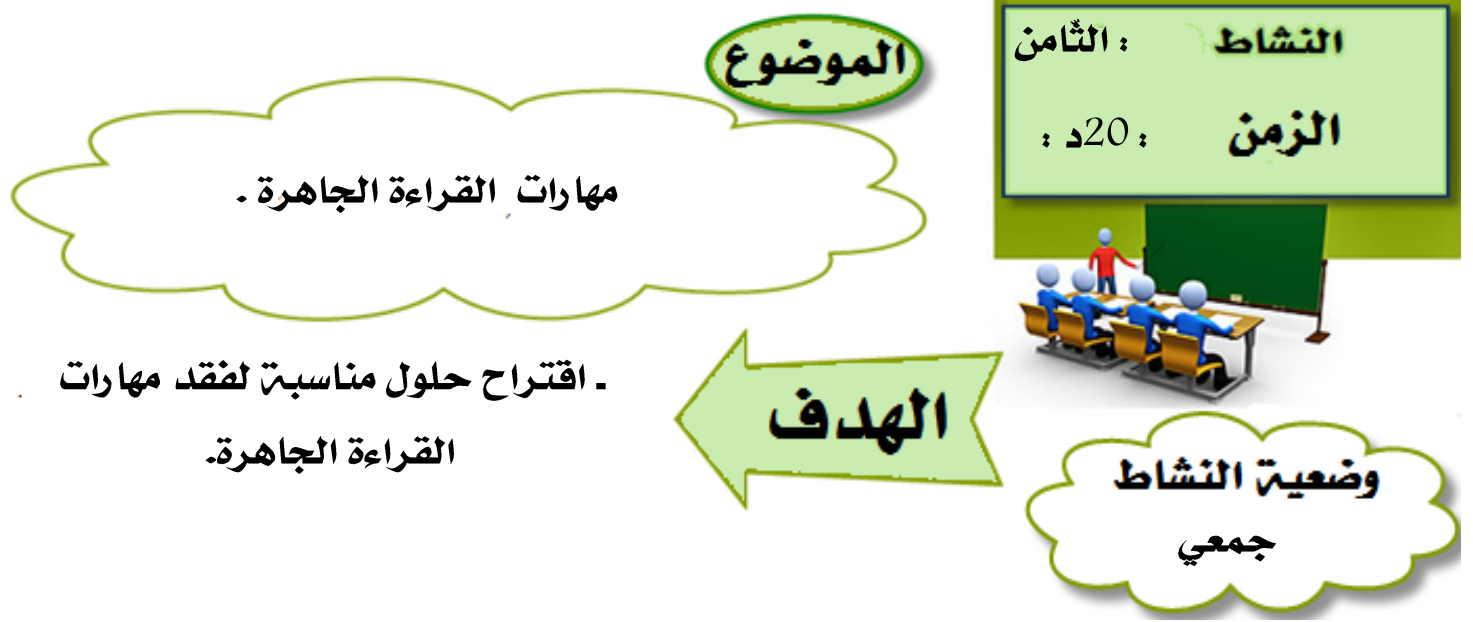 النشاط : الثّامن
الزمن : 20د :
الموضوع
مهارات القراءة الجاهرة .
الهدف
ـ اقتراح حلول مناسبة لفقد مهارات
القراءة الجاهرة.
وضعية النشاط
جمعي